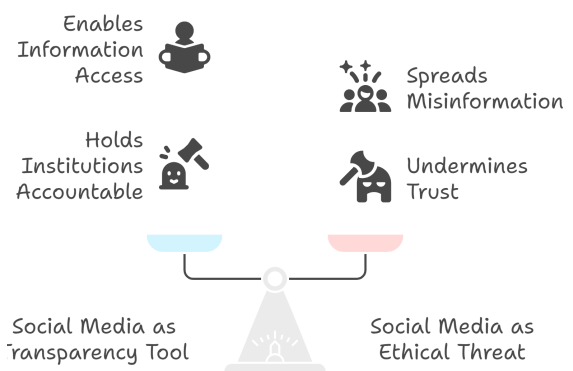 Enables
Information
Access
Holds
Institutions
Accountable
Spreads
Misinformation
Undermines
Trust
Social Media as
Transparency Tool
Social Media as
Ethical Threat